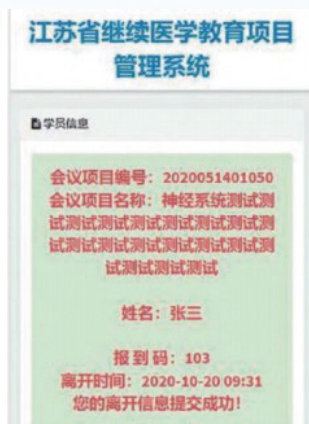 江苏省继续医学教育项目
管理系统
学员信息
会议项目编号：2020051401050
会议项目名称：神经系统测试测
试测试测试测试测试测试测试测
试测试测试测试测试测试测试测
试测试测试测试
姓名：张三
报到码：103
离开时间：2020-10-20 09:31
您的离开信息提交成功！